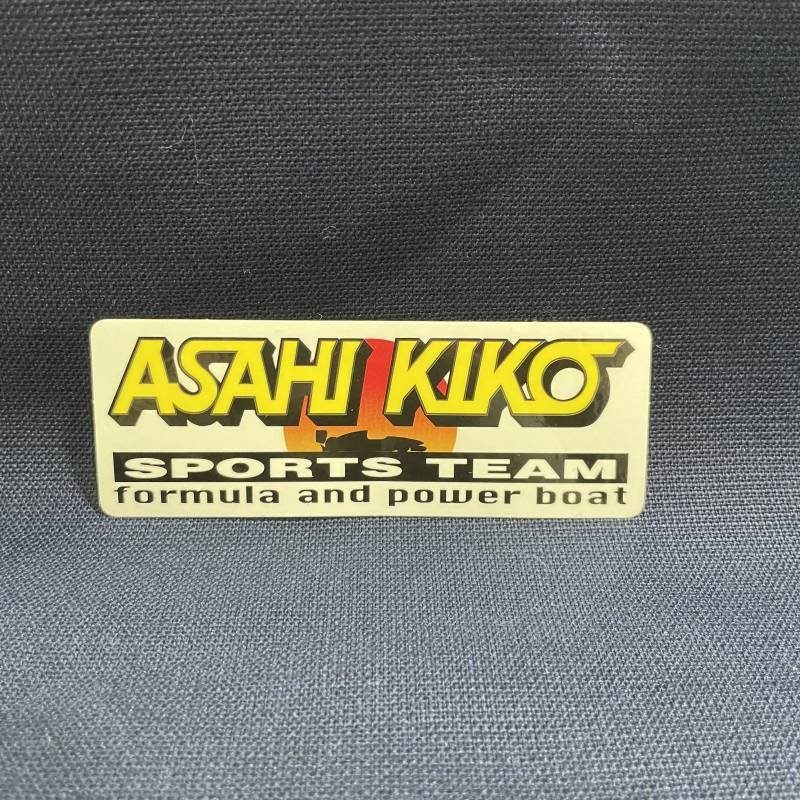 ASAHI KIKO
SPORTS TEAM
formula and power boat